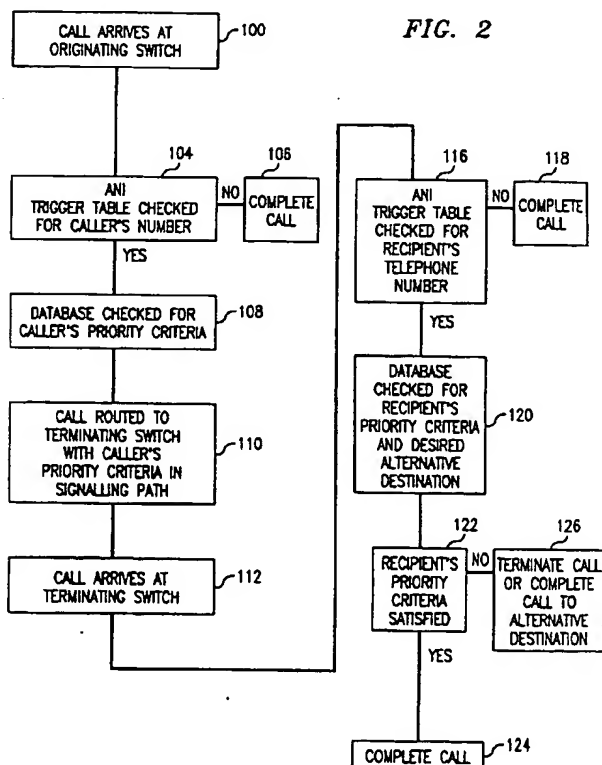 FIG. 2
CALL ARRIVES AT
ORIGINATING SWITCH
100
104
ANI
TRIGGER TABLE CHECKED
FOR CALLER'S NUMBER
NO
106
COMPLETE
CALL
YES
DATABASE CHECKED FOR
CALLER'S PRIORITY CRITERIA
108
CALL ROUTED TO
TERMINATING SWITCH
WITH CALLER'S
PRIORITY CRITERIA IN
SIGNALLING PATH
110
CALL ARRIVES AT
TERMINATING SWITCH
112
116
ANI
TRIGGER TABLE
CHECKED FOR
RECIPIENT'S
TELEPHONE
NUMBER
NO
118
COMPLETE
CALL
YES
DATABASE
CHECKED FOR
RECIPIENT'S
PRIORITY CRITERIA
AND DESIRED
ALTERNATIVE
DESTINATION
120
122
RECIPIENT'S
PRIORITY
CRITERIA
SATISFIED
NO
126
TERMINATE CALL
OR COMPLETE
CALL TO
ALTERNATIVE
DESTINATION
YES
124
COMPLETE CALL